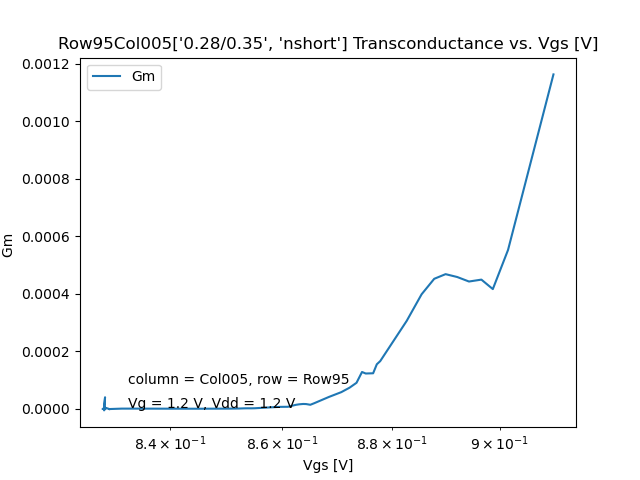 Row95Col005['0.28/0.35', 'nshort'] Transconductance vs. Vgs [V]
Gm
0.0012
0.0010
0.0008
0.0006
0.0004
0.0002
0.0000
Gm
column = Col005, row = Row95
Vg = 1.2 V, Vdd = 1.2 V
8.4 × 10⁻¹
8.6 × 10⁻¹
8.8 × 10⁻¹
9 × 10⁻¹
Vgs [V]